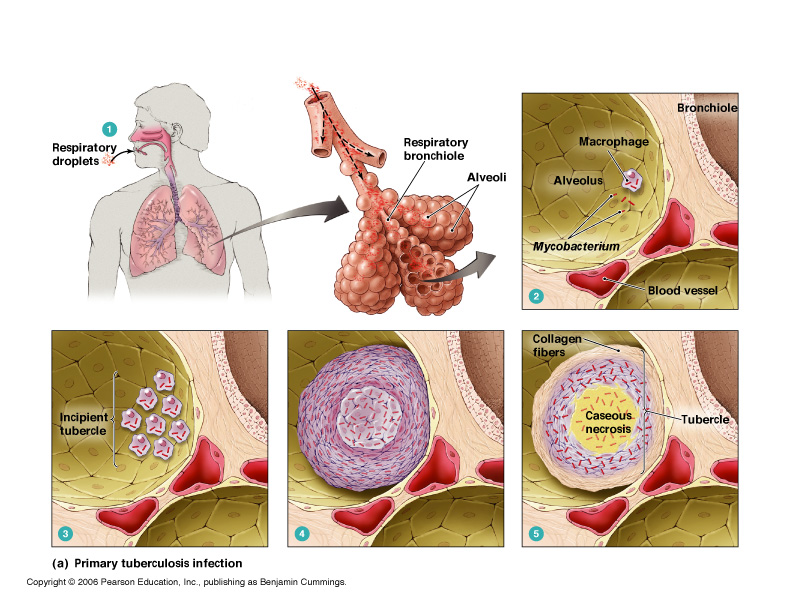 1
Respiratory
droplets
Respiratory
bronchiole
Alveoli
Bronchiole
Macrophage
Alveolus
Mycobacterium
Blood vessel
2
Incipient
tubercle
3
4
Collagen
fibers
Caseous
necrosis
Tubercle
5
(a) Primary tuberculosis infection
Copyright © 2006 Pearson Education, Inc., publishing as Benjamin Cummings.